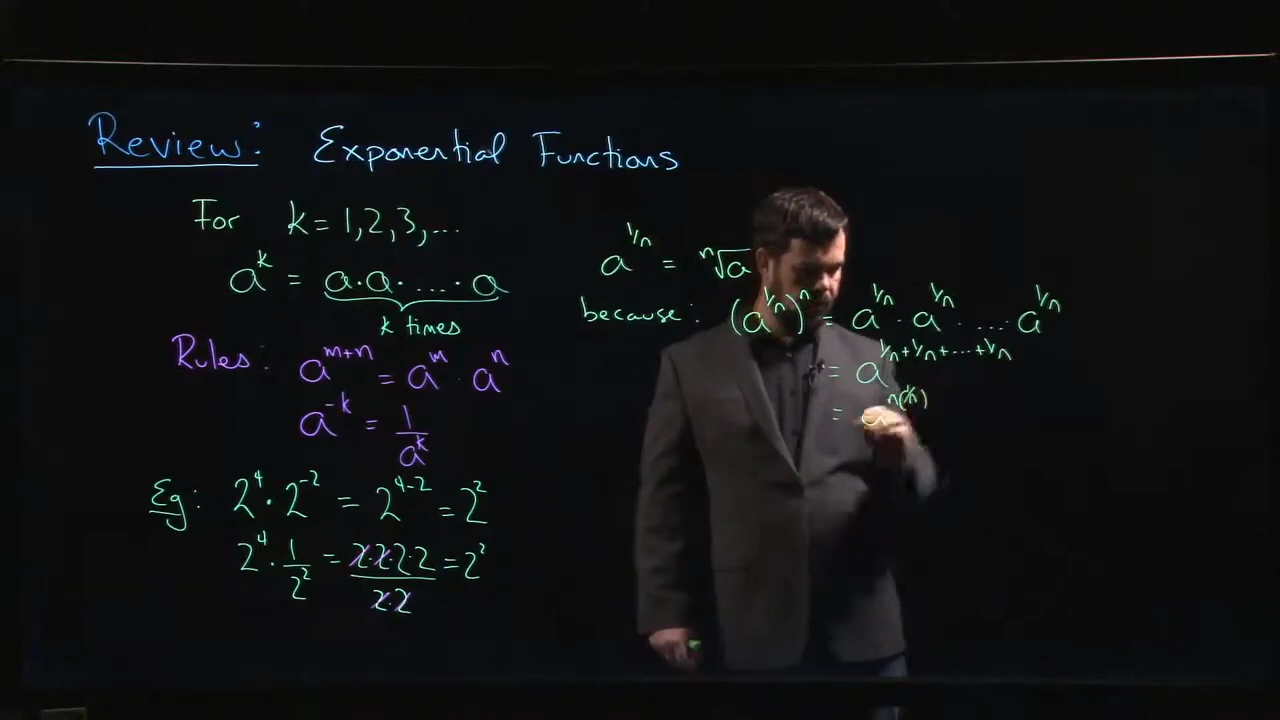 Review: Exponential Functions
For k = 1, 2, 3, ...
a^k = a · a · ... · a
k times
Rules: a^{m+n} = a^m · a^n
a^{-k} = 1/a^k
Eg: 2^4 · 2^{-2} = 2^{4-2} = 2^2
2^4 · 1/2^2 = 2·2·2·2/2·2 = 2^2
a^{1/n} = ⁿ√a
because: (a^{1/n})^n = a^{1/n} · a^{1/n} · ... · a^{1/n}
= a^{1/n + 1/n + ... + 1/n}
= a^{n(1/n)}